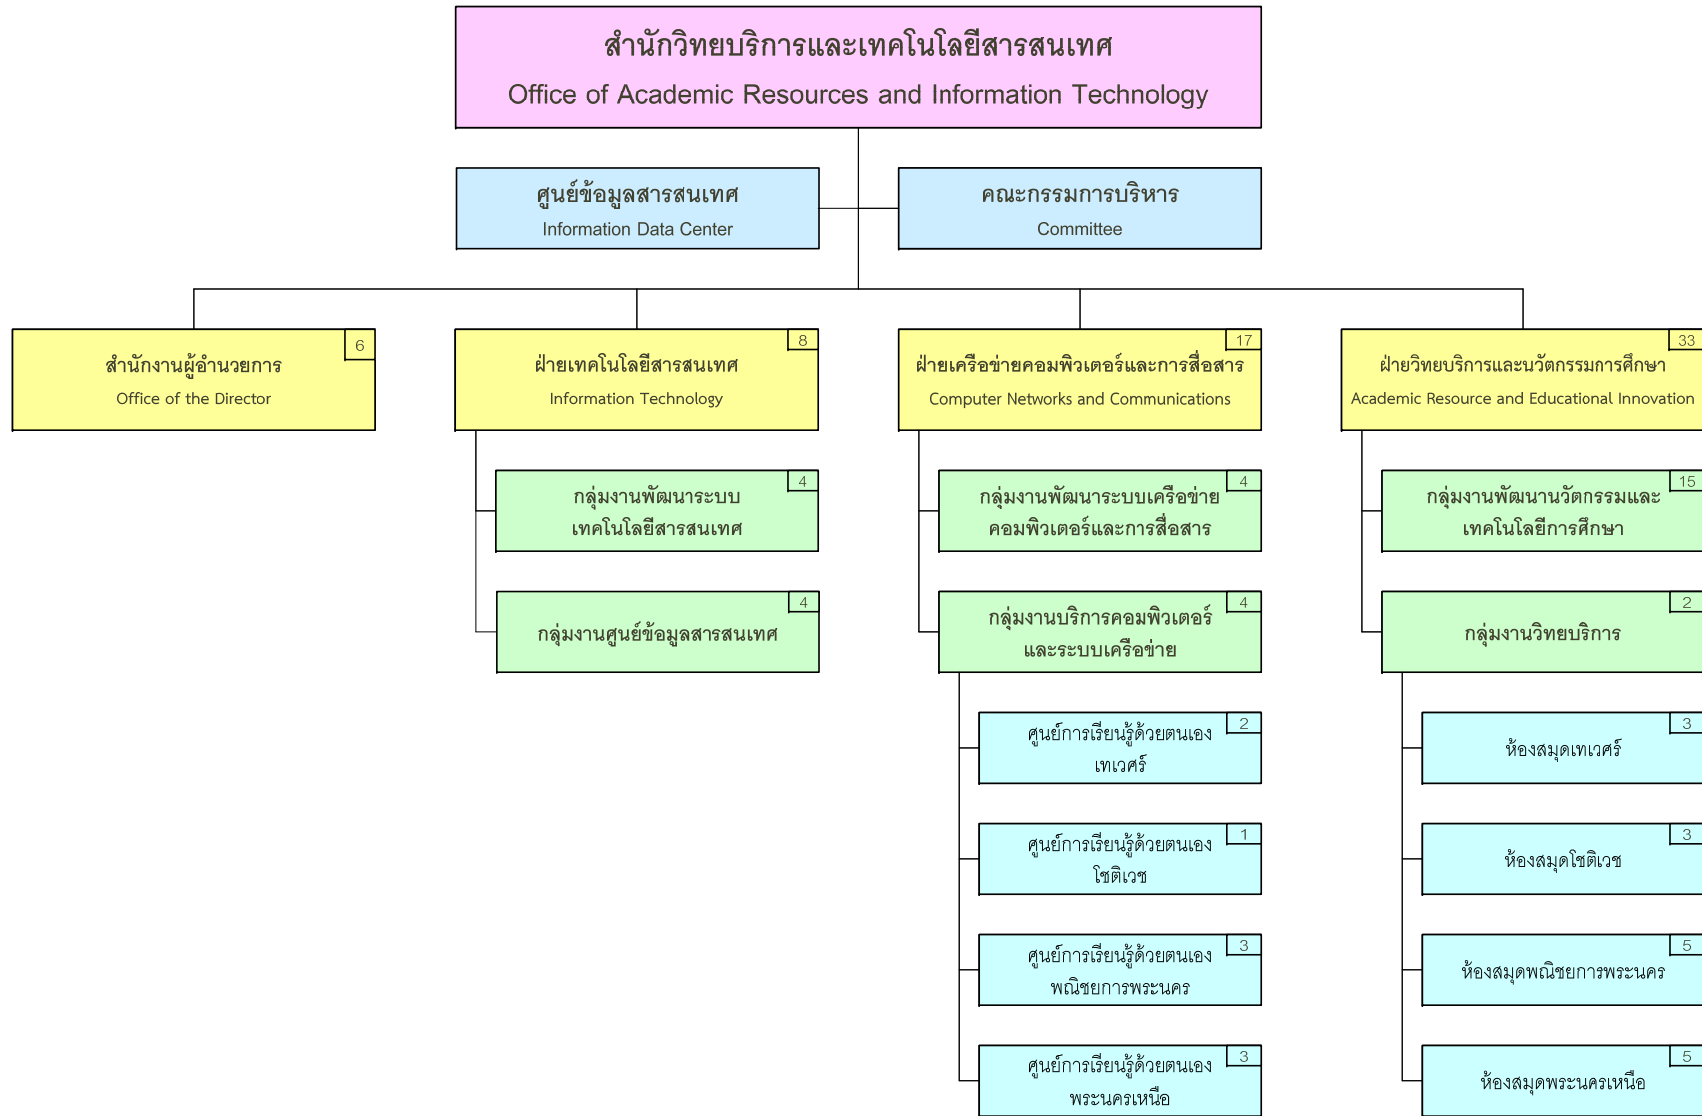 สำนักวิทยบริการและเทคโนโลยีสารสนเทศ
Office of Academic Resources and Information Technology
ศูนย์ข้อมูลสารสนเทศ
Information Data Center
คณะกรรมการบริหาร
Committee
6
สำนักงานผู้อำนวยการ
Office of the Director
8
ฝ่ายเทคโนโลยีสารสนเทศ
Information Technology
17
ฝ่ายเครือข่ายคอมพิวเตอร์และการสื่อสาร
Computer Networks and Communications
33
ฝ่ายวิทยบริการและนวัตกรรมการศึกษา
Academic Resource and Educational Innovation
4
กลุ่มงานพัฒนาระบบ
เทคโนโลยีสารสนเทศ
4
กลุ่มงานพัฒนาระบบเครือข่าย
คอมพิวเตอร์และการสื่อสาร
15
กลุ่มงานพัฒนานวัตกรรมและ
เทคโนโลยีการศึกษา
4
กลุ่มงานศูนย์ข้อมูลสารสนเทศ
4
กลุ่มงานบริการคอมพิวเตอร์
และระบบเครือข่าย
2
กลุ่มงานวิทยบริการ
2
ศูนย์การเรียนรู้ด้วยตนเอง
เทเวศร์
3
ห้องสมุดเทเวศร์
1
ศูนย์การเรียนรู้ด้วยตนเอง
โชติเวช
3
ห้องสมุดโชติเวช
3
ศูนย์การเรียนรู้ด้วยตนเอง
พณิชยการพระนคร
5
ห้องสมุดพณิชยการพระนคร
3
ศูนย์การเรียนรู้ด้วยตนเอง
พระนครเหนือ
5
ห้องสมุดพระนครเหนือ